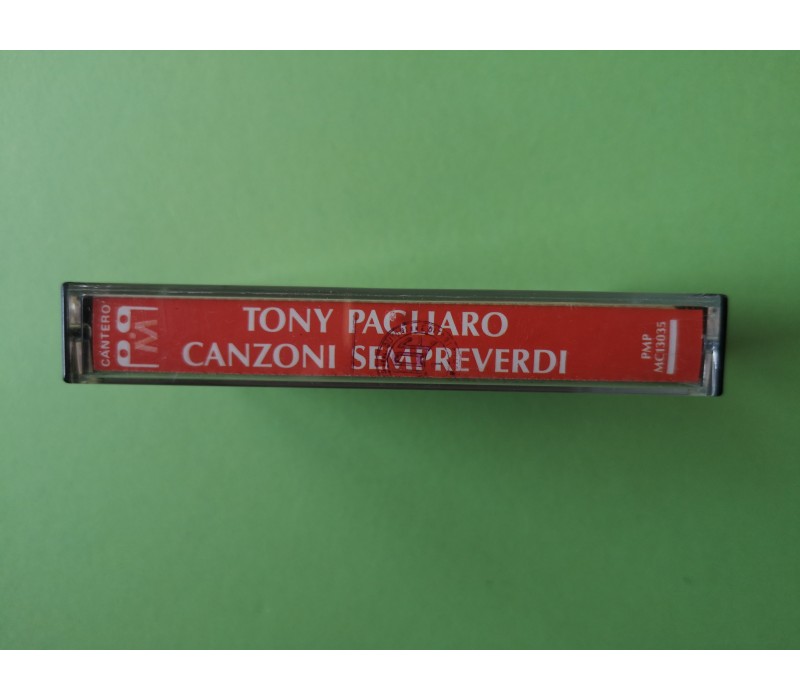 CANTERO'
PMP
TONY PAGLIARO
CANZONI SEMPREVERDI
PMP
MC13035